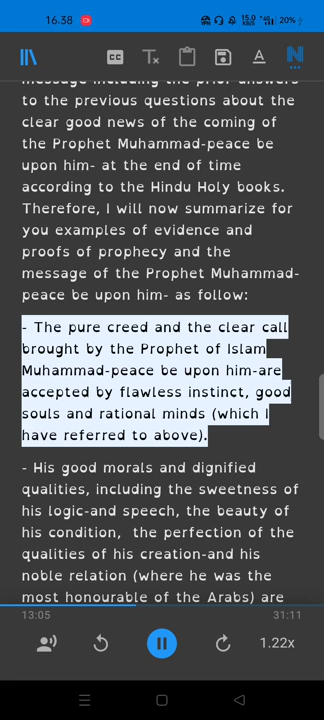 16.38
15.0
KB/S
4G
20%
CC
T
A
N
message including the prior answers
to the previous questions about the
clear good news of the coming of
the Prophet Muhammad-peace be
upon him- at the end of time
according to the Hindu Holy books.
Therefore, I will now summarize for
you examples of evidence and
proofs of prophecy and the
message of the Prophet Muhammad-
peace be upon him- as follow:
- The pure creed and the clear call
brought by the Prophet of Islam
Muhammad-peace be upon him-are
accepted by flawless instinct, good
souls and rational minds (which I
have referred to above).
- His good morals and dignified
qualities, including the sweetness of
his logic-and speech, the beauty of
his condition, the perfection of the
qualities of his creation-and his
noble relation (where he was the
most honourable of the Arabs) are
13:05
31:11
1.22x